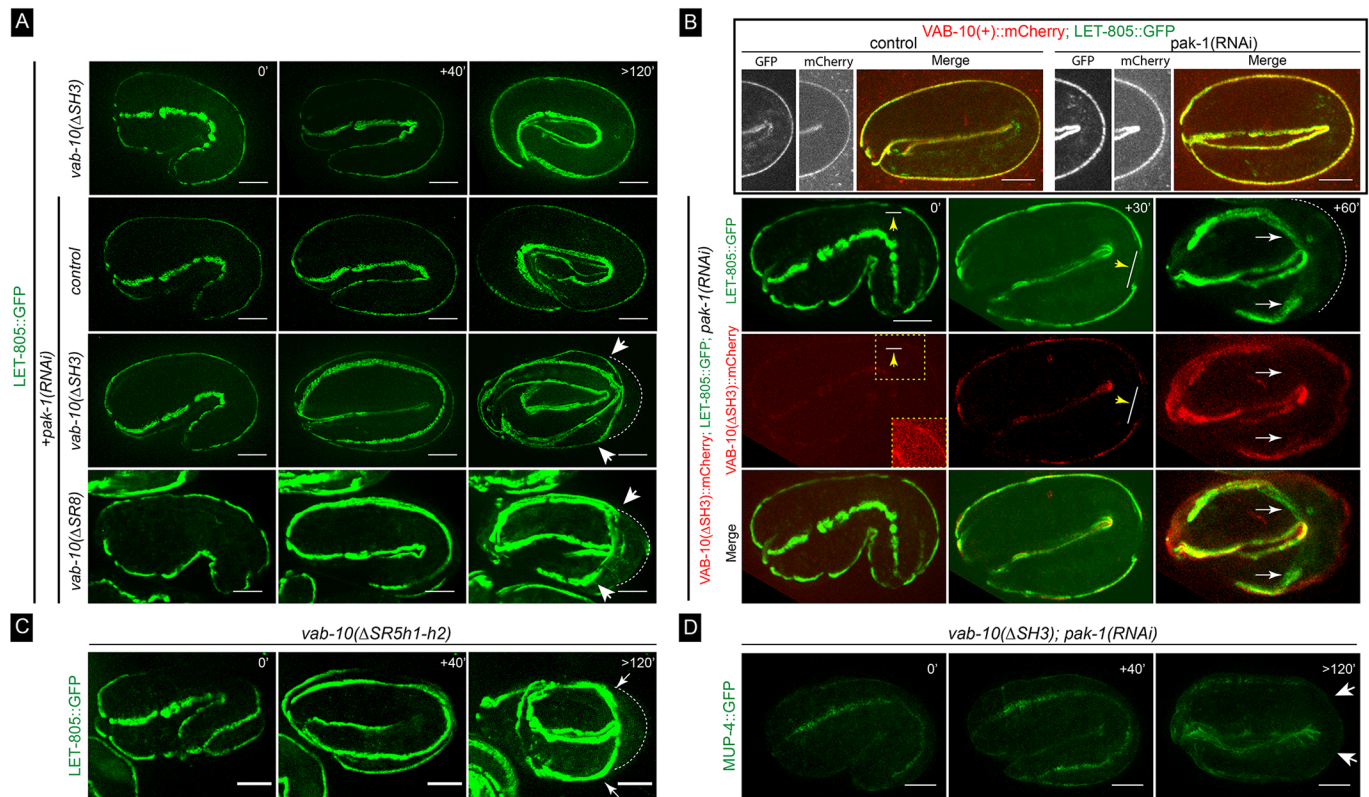 A
0'
+40'
>120'
LET-805::GFP
+pak-1(RNAi)
vab-10(ΔSH3)
control
vab-10(ΔSH3)
vab-10(ΔSR8)
B
VAB-10(+)::mCherry; LET-805::GFP
control
pak-1(RNAi)
GFP
mCherry
Merge
GFP
mCherry
Merge
0'
+30'
+60'
VAB-10(ΔSH3)::mCherry; LET-805::GFP; pak-1(RNAi)
LET-805::GFP
VAB-10(ΔSH3)::mCherry
Merge
C
vab-10(ΔSR5h1-h2)
LET-805::GFP
0'
+40'
>120'
D
vab-10(ΔSH3); pak-1(RNAi)
MUP-4::GFP
0'
+40'
>120'